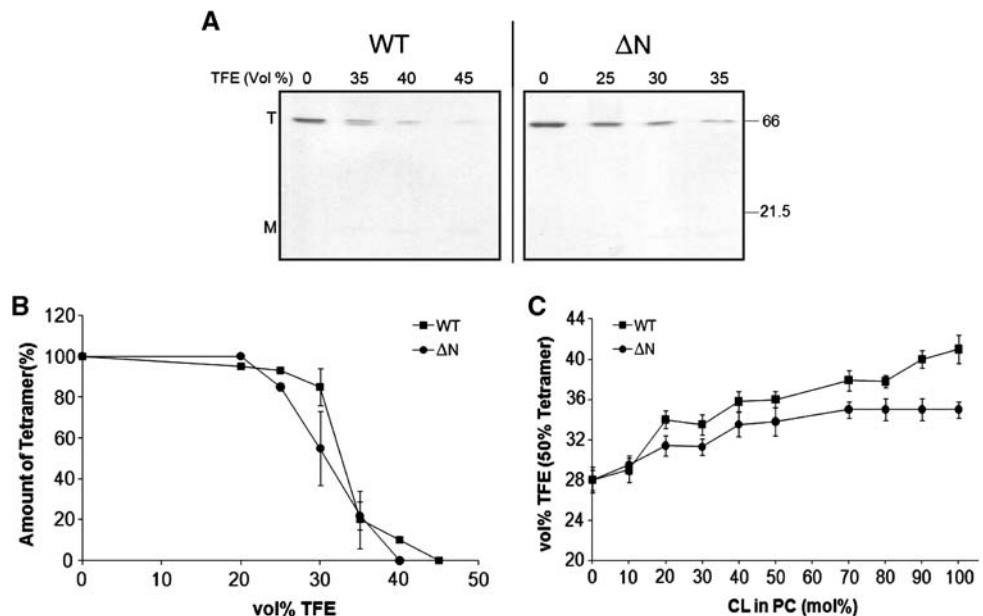 A
WT ΔN
TFE (Vol %) 0 35 40 45 0 25 30 35
T 66
21.5
M
B
120
100
80
60
40
20
0
0 10 20 30 40 50
Amount of Tetramer(%)
vol% TFE
WT
ΔN
C
44
40
36
32
28
24
20
0 10 20 30 40 50 60 70 80 90 100
vol% TFE (50% Tetramer)
CL in PC (mol%)
WT
ΔN